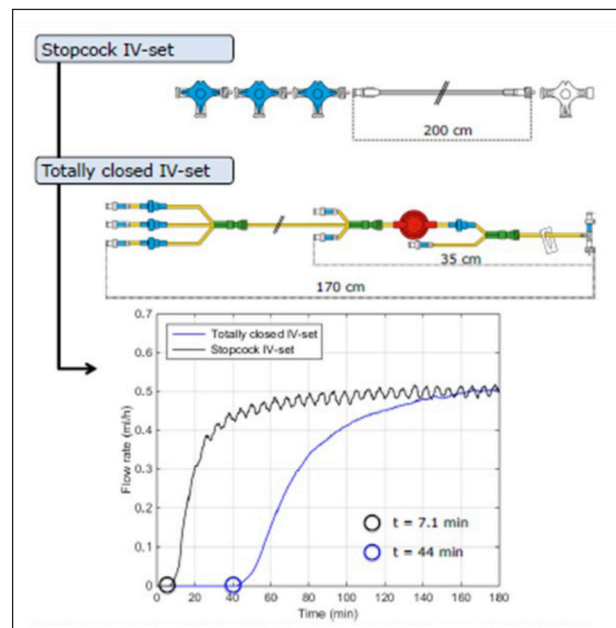 Stopcock IV-set
200 cm
Totally closed IV-set
35 cm
170 cm
0.7
0.6
0.5
0.4
0.3
0.2
0.1
0
Flow rate (ml/h)
Totally closed IV-set
Stopcock IV-set
t = 7.1 min
t = 44 min
0 20 40 60 80 100 120 140 160 180
Time (min)